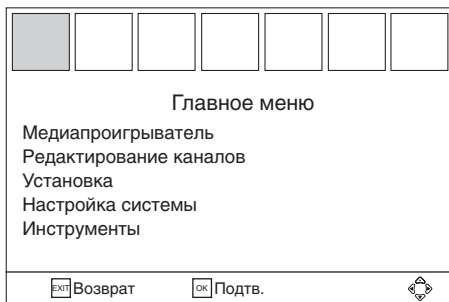 Главное меню
Медиапроигрыватель
Редактирование каналов
Установка
Настройка системы
Инструменты
EXIT Возврат OK Подтв.